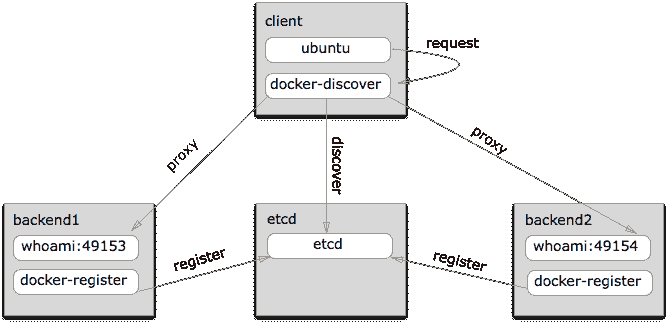 client
ubuntu
request
docker-discover
proxy
discover
proxy
backend1
whoami:49153
docker-register
register
etcd
etcd
register
backend2
whoami:49154
docker-register